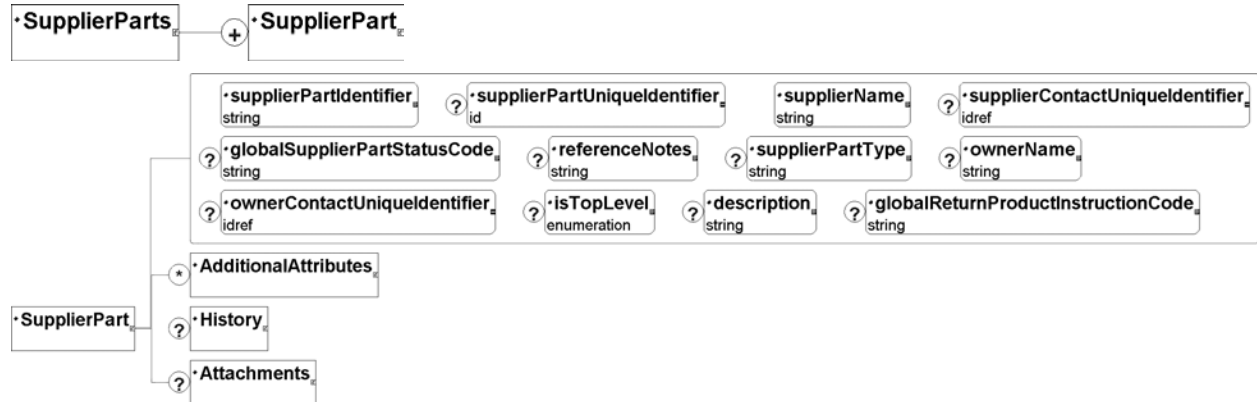 SupplierParts + SupplierPart
supplierPartIdentifier ? supplierPartUniqueIdentifier supplierName ? supplierContactUniqueIdentifier
string id string idref
? globalSupplierPartStatusCode ? referenceNotes ? supplierPartType ? ownerName
string string string string
? ownerContactUniqueIdentifier ? isTopLevel ? description ? globalReturnProductInstructionCode
idref enumeration string string
* AdditionalAttributes
SupplierPart ? History
? Attachments